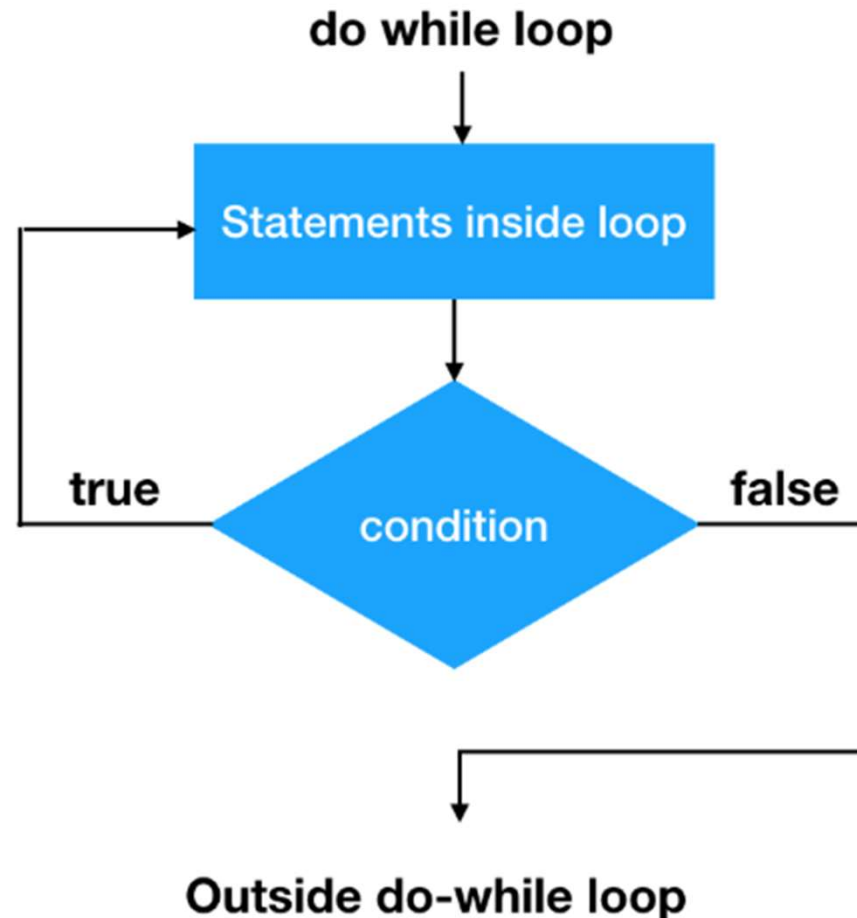 do while loop
Statements inside loop
true
false
condition
Outside do-while loop